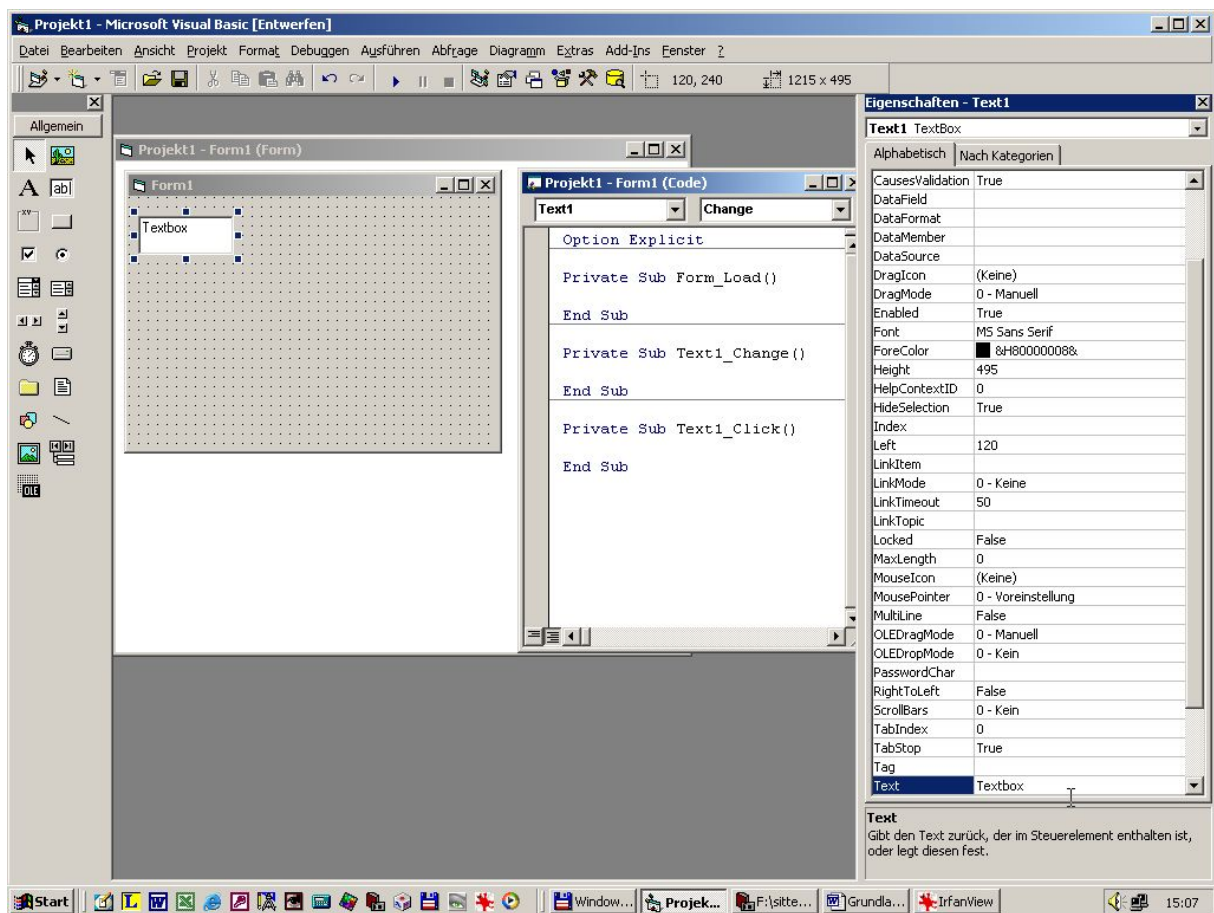 Projekt1 - Microsoft Visual Basic [Entwerfen]
Datei Bearbeiten Ansicht Projekt Format Debuggen Ausführen Abfrage Diagramm Extras Add-Ins Fenster ?
120, 240 1215 x 495
Allgemein
A ab|
xv
OLE
Projekt1 - Form1 (Form)
Form1
Textbox
Projekt1 - Form1 (Code)
Text1 Change
Option Explicit
Private Sub Form_Load()
End Sub
Private Sub Text1_Change()
End Sub
Private Sub Text1_Click()
End Sub
Eigenschaften - Text1
Text1 TextBox
Alphabetisch Nach Kategorien
CausesValidation True
DataField
DataFormat
DataMember
DataSource
DragIcon (Keine)
DragMode 0 - Manuell
Enabled True
Font MS Sans Serif
ForeColor &H80000008&
Height 495
HelpContextID 0
HideSelection True
Index
Left 120
LinkItem
LinkMode 0 - Keine
LinkTimeout 50
LinkTopic
Locked False
MaxLength 0
MouseIcon (Keine)
MousePointer 0 - Voreinstellung
MultiLine False
OLEDragMode 0 - Manuell
OLEDropMode 0 - Kein
PasswordChar
RightToLeft False
ScrollBars 0 - Kein
TabIndex 0
TabStop True
Tag
Text Textbox
Text
Gibt den Text zurück, der im Steuerelement enthalten ist,
oder legt diesen fest.
Start L W Window... Projek... F:\sitte... Grundla... IrfanView 15:07